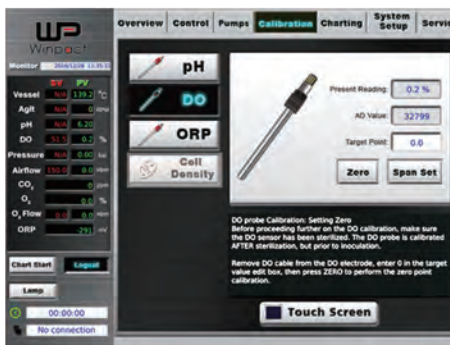 WP
Winpact
Overview Control Pumps Calibration Charting System Setup Servi
Monitor
SV PV
Vessel N/A 139.2 °C
Agit N/A 0 RPM
pH N/A 6.20
DO 51.5 0.2 %
Pressure N/A 0.00 bar
Airflow 150.0 0.0
CO₂ 0
O₂ 0.0 %
O₂ Flow 0.0 0.0
ORP -291 mV
Chart Start Logout
Lamp
00:00:00
No connection
pH
DO
ORP
Cell Density
Present Reading: 0.2 %
AD Value: 32799
Target Point: 0.0
Zero Span Set
DO probe Calibration: Setting Zero
Before proceeding further on the DO calibration, make sure
the DO sensor has been sterilized. The DO probe is calibrated
AFTER sterilization, but prior to inoculation.
Remove DO cable from the DO electrode, enter 0 in the target
value edit box, then press ZERO to perform the zero point
calibration.
Touch Screen